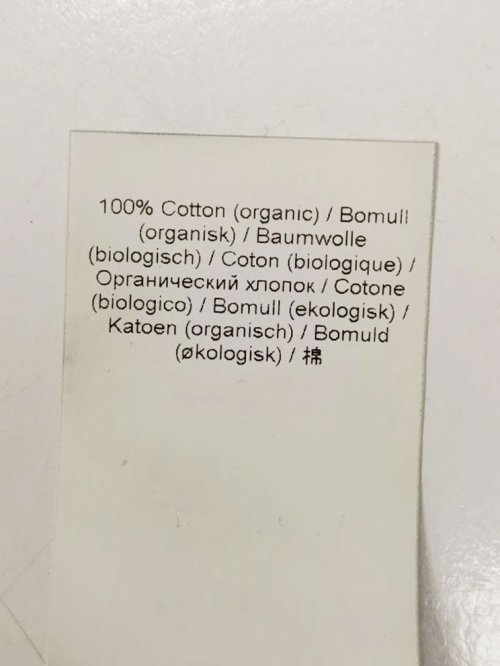 100% Cotton (organic) / Bomull
(organisk) / Baumwolle
(biologisch) / Coton (biologique) /
Органический хлопок / Cotone
(biologico) / Bomull (ekologisk) /
Katoen (organisch) / Bomuld
(økologisk) / 棉